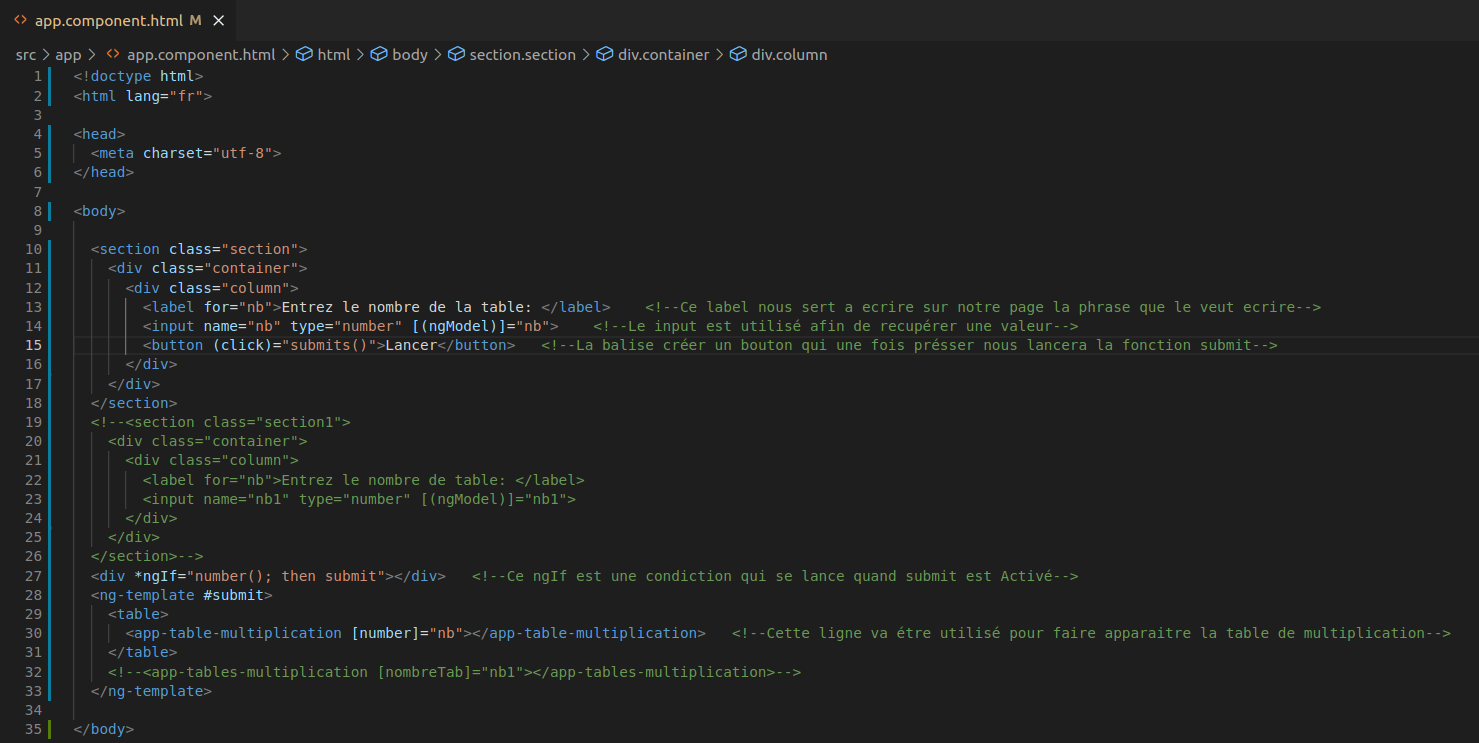 app.component.html M
src > app > app.component.html > html > body > section.section > div.container > div.column
1 <!doctype html>
2 <html lang="fr">
3
4 <head>
5 <meta charset="utf-8">
6 </head>
7
8 <body>
9
10 <section class="section">
11 <div class="container">
12 <div class="column">
13 <label for="nb">Entrez le nombre de la table: </label> <!--Ce label nous sert a ecrire sur notre page la phrase que le veut ecrire-->
14 <input name="nb" type="number" [(ngModel)]="nb"> <!--Le input est utilisé afin de recupérer une valeur-->
15 <button (click)="submits()">Lancer</button> <!--La balise créer un bouton qui une fois présser nous lancera la fonction submit-->
16 </div>
17 </div>
18 </section>
19 <!--<section class="section1">
20 <div class="container">
21 <div class="column">
22 <label for="nb">Entrez le nombre de table: </label>
23 <input name="nb1" type="number" [(ngModel)]="nb1">
24 </div>
25 </div>
26 </section>-->
27 <div *ngIf="number(); then submit"></div> <!--Ce ngIf est une condiction qui se lance quand submit est Activé-->
28 <ng-template #submit>
29 <table>
30 <app-table-multiplication [number]="nb"></app-table-multiplication> <!--Cette ligne va étre utilisé pour faire apparaitre la table de multiplication-->
31 </table>
32 <!--<app-tables-multiplication [nombreTab]="nb1"></app-tables-multiplication>-->
33 </ng-template>
34
35 </body>